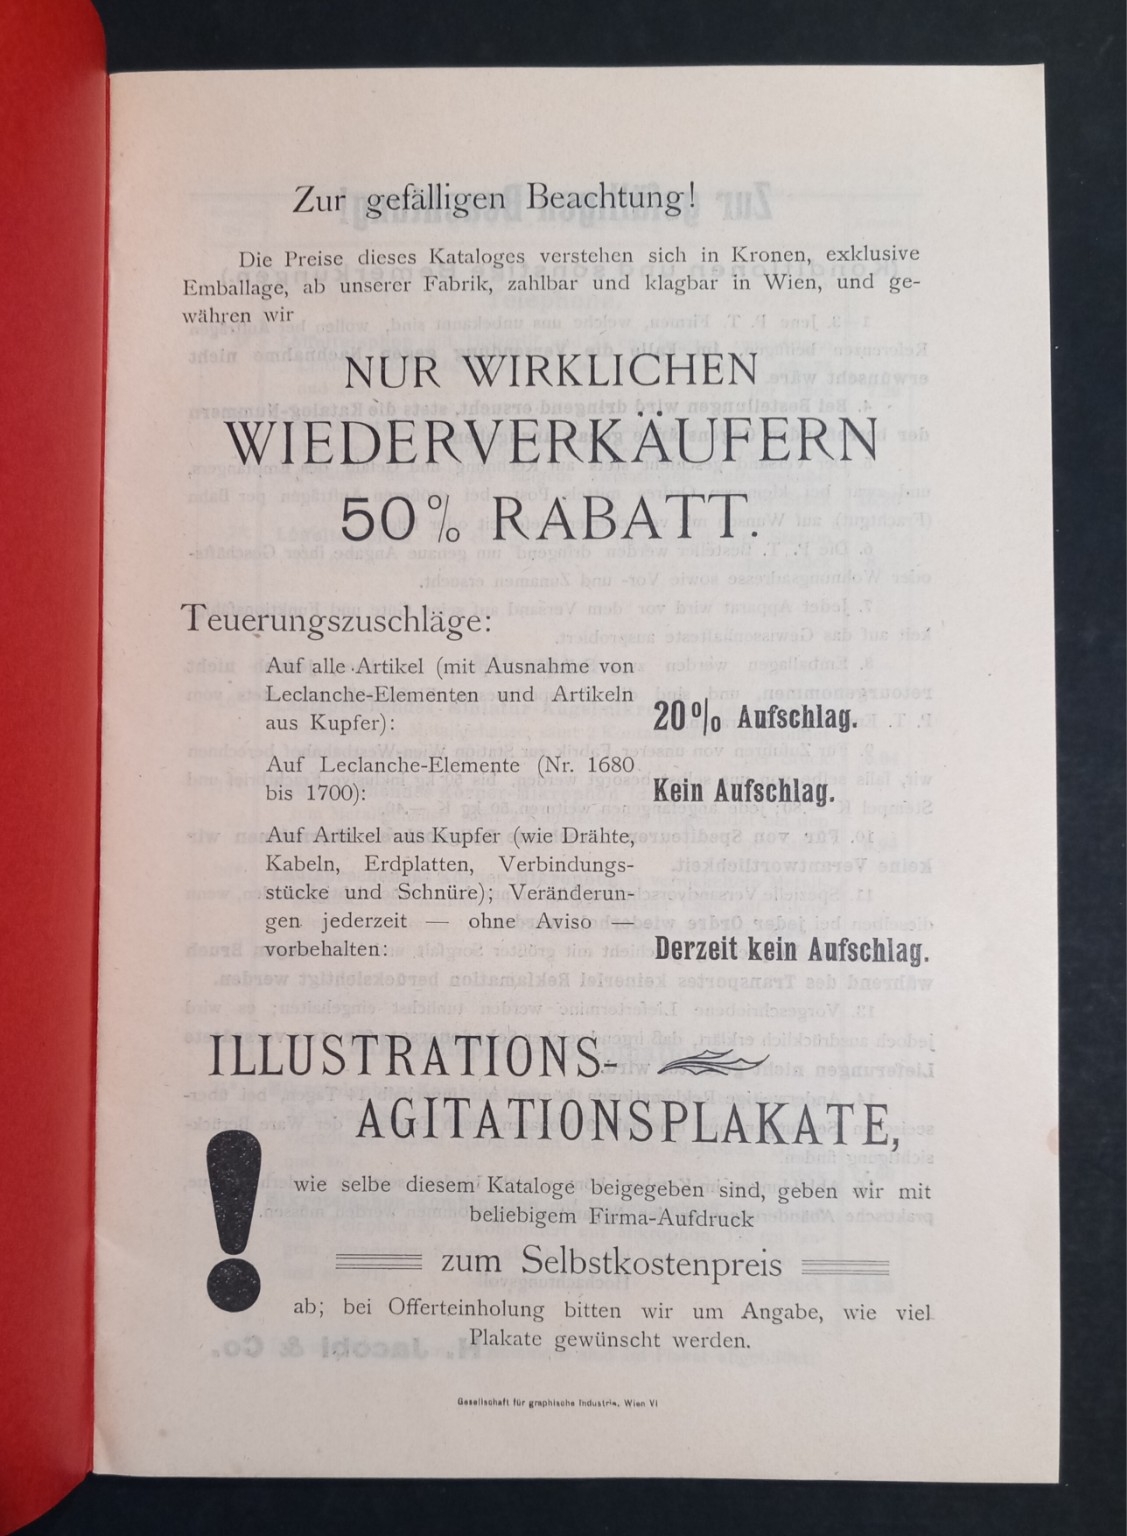 Zur gefälligen Beachtung!
Die Preise dieses Kataloges verstehen sich in Kronen, exklusive
Emballage, ab unserer Fabrik, zahlbar und klagbar in Wien, und ge-
währen wir
NUR WIRKLICHEN
WIEDERVERKÄUFERN
50% RABATT.
Teuerungszuschläge:
Auf alle Artikel (mit Ausnahme von
Leclanche-Elementen und Artikeln
aus Kupfer):
20% Aufschlag.
Auf Leclanche-Elemente (Nr. 1680
bis 1700):
Kein Aufschlag.
Auf Artikel aus Kupfer (wie Drähte,
Kabeln, Erdplatten, Verbindungs-
stücke und Schnüre); Veränderun-
gen jederzeit — ohne Aviso —
vorbehalten:
Derzeit kein Aufschlag.
ILLUSTRATIONS-
AGITATIONSPLAKATE,
!
wie selbe diesem Kataloge beigegeben sind, geben wir mit
beliebigem Firma-Aufdruck
zum Selbstkostenpreis
ab; bei Offerteinholung bitten wir um Angabe, wie viel
Plakate gewünscht werden.
H. Jacobi & Co.
Gesellschaft für graphische Industrie, Wien VI